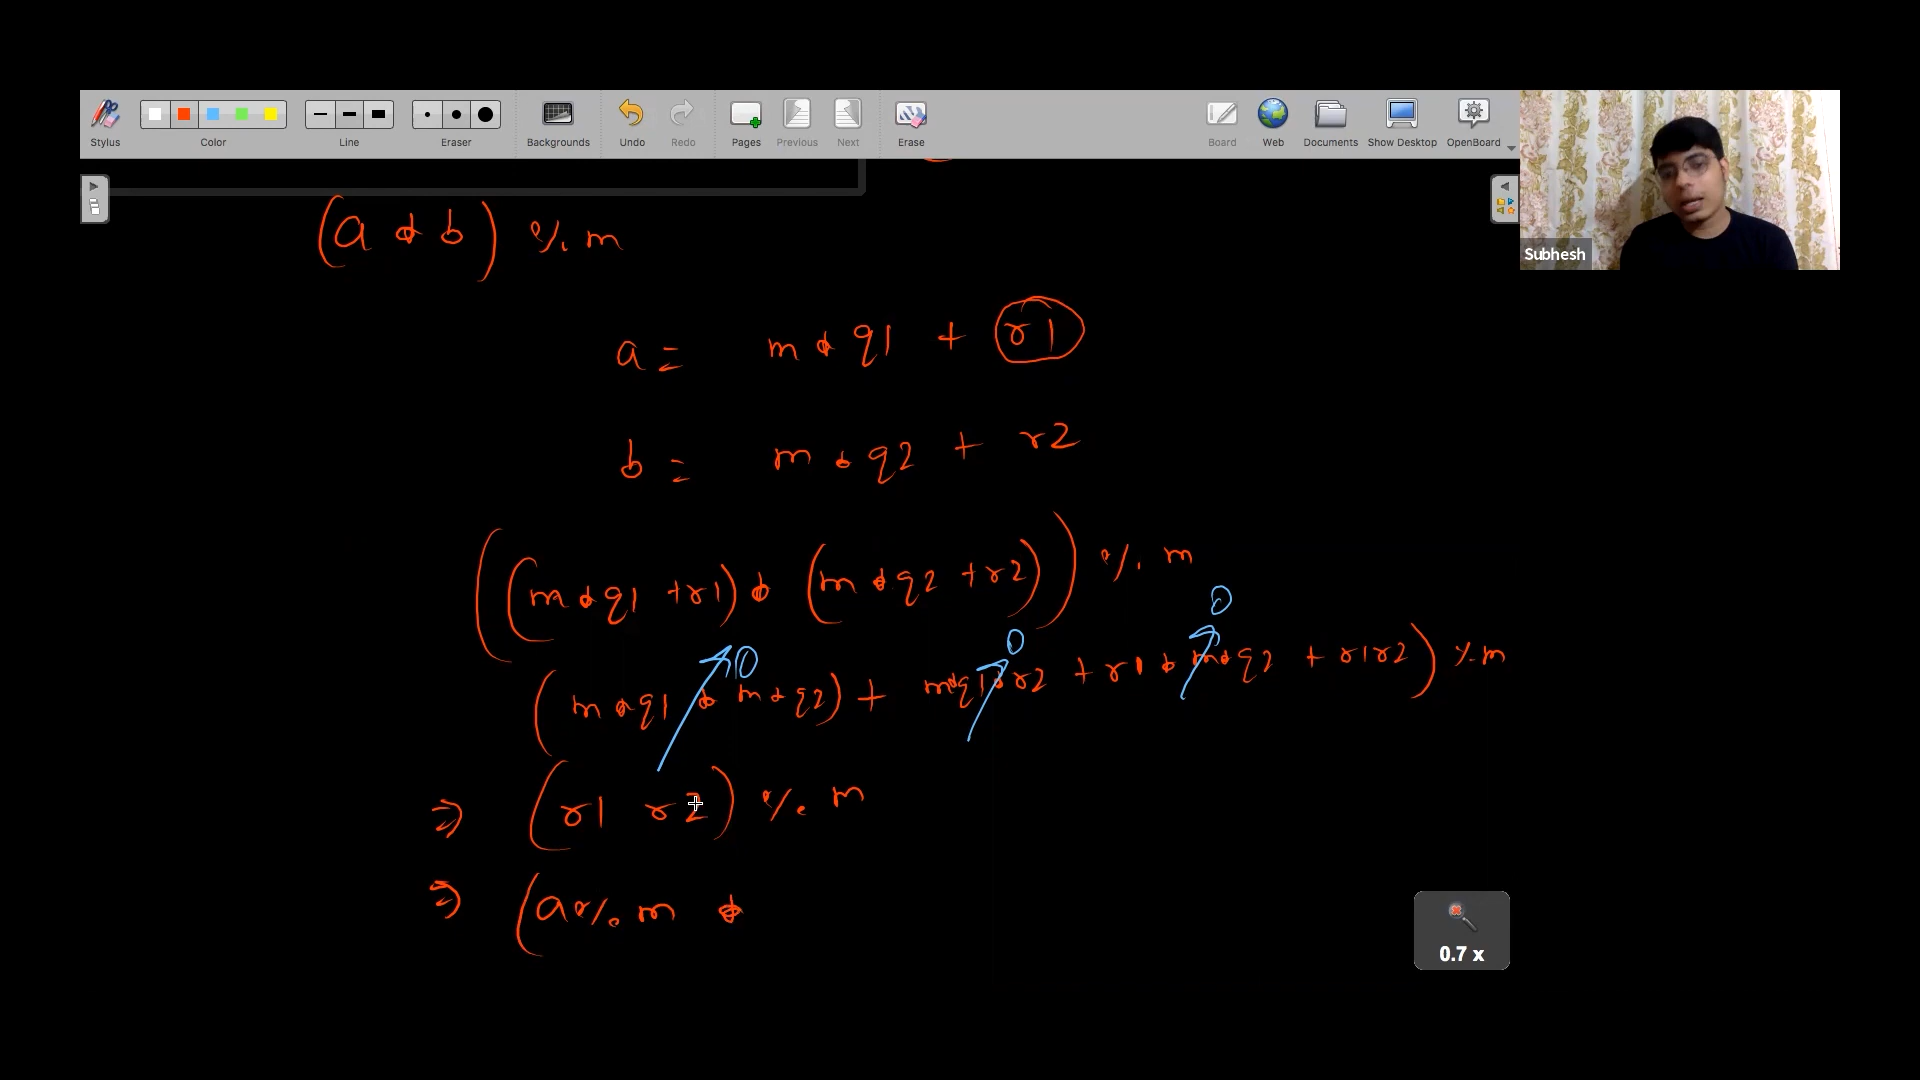 Stylus Color Line Eraser Backgrounds Undo Redo Pages Previous Next Erase Board Web Documents Show Desktop OpenBoard
Subhesh
(a * b) % m
a = m * q1 + r1
b = m * q2 + r2
((m * q1 + r1) * (m * q2 + r2)) % m
0 0 0
(m * q1 * m * q2) + m*q1 * r2 + r1 * m * q2 + r1r2) % m
⇒ (r1 r2) % m
⇒ (a % m *
0.7 x